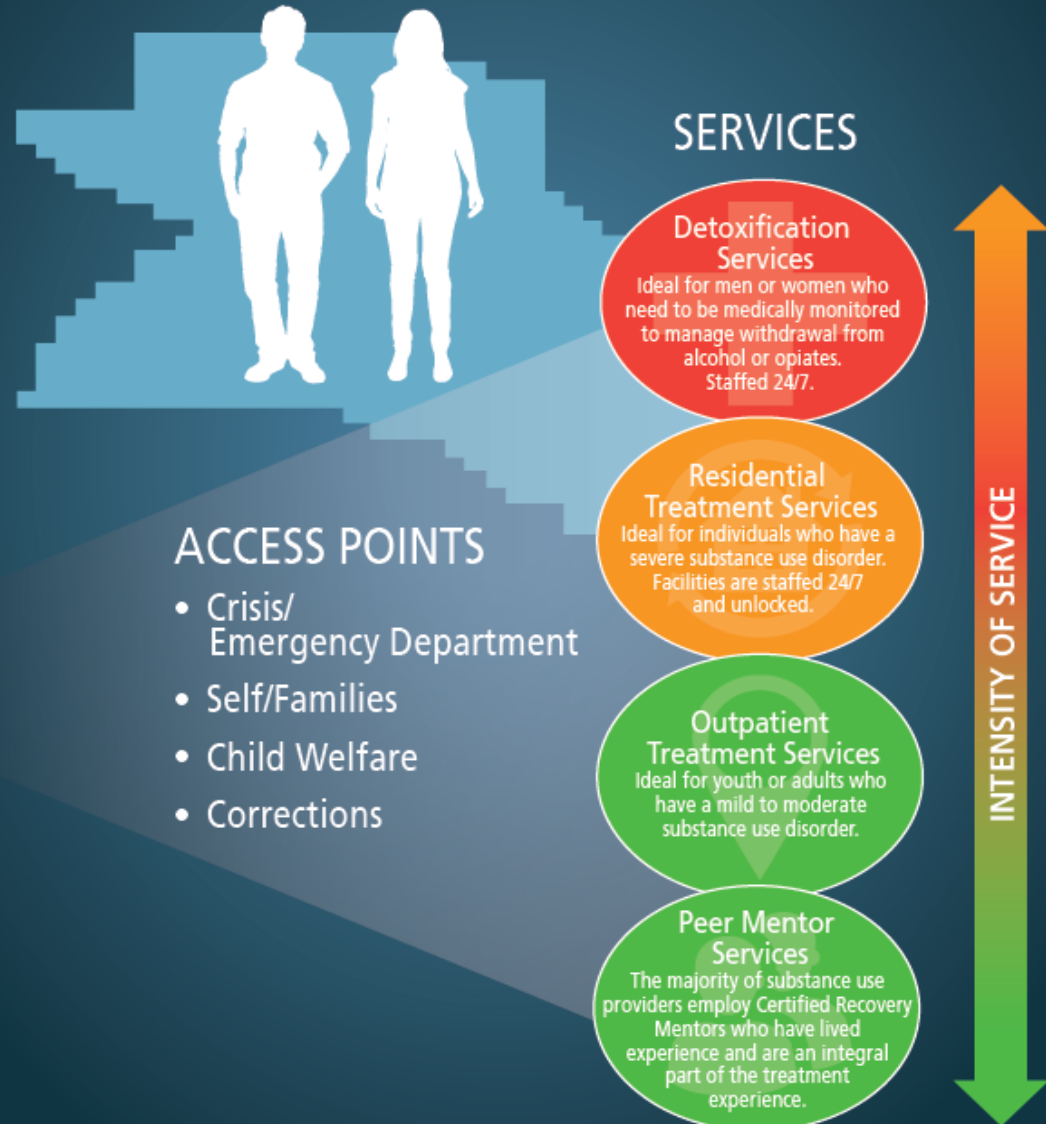 SERVICES
Detoxification
Services
Ideal for men or women who
need to be medically monitored
to manage withdrawal from
alcohol or opiates.
Staffed 24/7.
Residential
Treatment Services
Ideal for individuals who have a
severe substance use disorder.
Facilities are staffed 24/7
and unlocked.
Outpatient
Treatment Services
Ideal for youth or adults who
have a mild to moderate
substance use disorder.
Peer Mentor
Services
The majority of substance use
providers employ Certified Recovery
Mentors who have lived
experience and are an integral
part of the treatment
experience.
ACCESS POINTS
• Crisis/
Emergency Department
• Self/Families
• Child Welfare
• Corrections
INTENSITY OF SERVICE